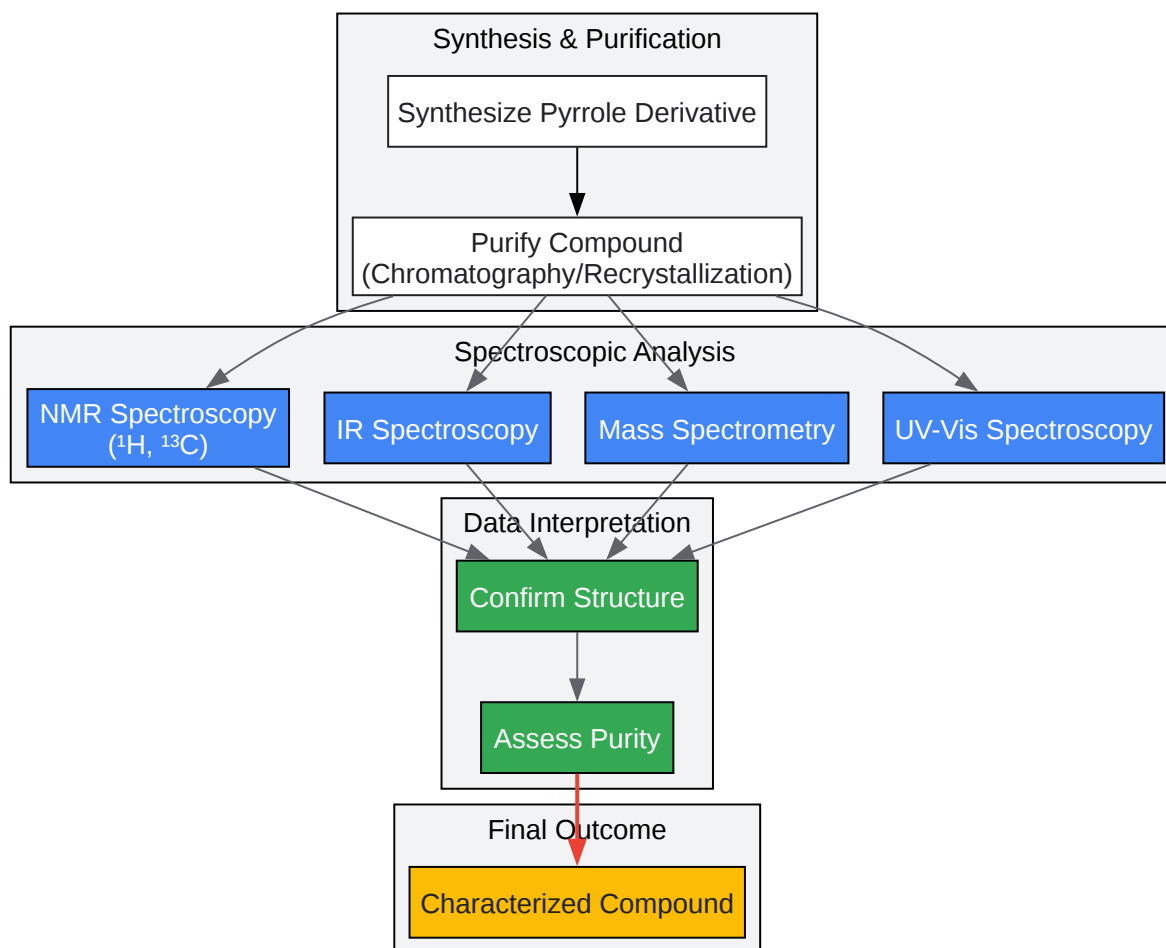 Synthesis & Purification
Synthesize Pyrrole Derivative
Purify Compound
(Chromatography/Recrystallization)
Spectroscopic Analysis
NMR Spectroscopy
(¹H, ¹³C)
IR Spectroscopy
Mass Spectrometry
UV-Vis Spectroscopy
Data Interpretation
Confirm Structure
Assess Purity
Final Outcome
Characterized Compound